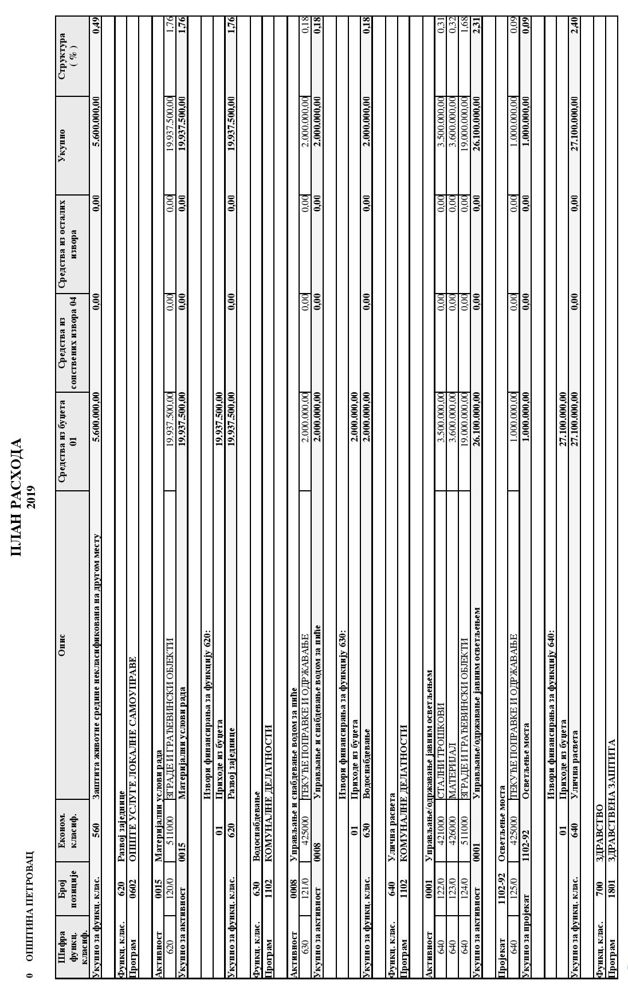 ПЛАН РАСХОДА
2019
0 ОПШТИНА ПЕТРОВАЦ
Шифра функц. класиф. Број позиције Економ. класиф. Опис Средства из буџета 01 Средства из сопствених извора 04 Средства из осталих извора Укупно Структура ( % )
Укупно за функц. клас. 560 Заштита животне средине некласификована на другом месту 5.600.000,00 0,00 0,00 5.600.000,00 0,49
Функц. клас. 620 Развој заједнице
Програм 0602 ОПШТЕ УСЛУГЕ ЛОКАЛНЕ САМОУПРАВЕ
Активност 0015 Материјални услови рада
620 120/0 511000 ЗГРАДЕ И ГРАЂЕВИНСКИ ОБЈЕКТИ 19.937.500,00 0,00 0,00 19.937.500,00 1,76
Укупно за активност 0015 Материјални услови рада 19.937.500,00 0,00 0,00 19.937.500,00 1,76
Извори финансирања за функцију 620:
01 Приходе из буџета 19.937.500,00
Укупно за функц. клас. 620 Развој заједнице 19.937.500,00 0,00 0,00 19.937.500,00 1,76
Функц. клас. 630 Водоснабдевање
Програм 1102 КОМУНАЛНЕ ДЕЛАТНОСТИ
Активност 0008 Управљање и снабдевање водом за пиће
630 121/0 425000 ТЕКУЋЕ ПОПРАВКЕ И ОДРЖАВАЊЕ 2.000.000,00 0,00 0,00 2.000.000,00 0,18
Укупно за активност 0008 Управљање и снабдевање водом за пиће 2.000.000,00 0,00 0,00 2.000.000,00 0,18
Извори финансирања за функцију 630:
01 Приходе из буџета 2.000.000,00
Укупно за функц. клас. 630 Водоснабдевање 2.000.000,00 0,00 0,00 2.000.000,00 0,18
Функц. клас. 640 Улична расвета
Програм 1102 КОМУНАЛНЕ ДЕЛАТНОСТИ
Активност 0001 Управљање/одржавање јавним осветљењем
640 122/0 421000 СТАЛНИ ТРОШКОВИ 3.500.000,00 0,00 0,00 3.500.000,00 0,31
640 123/0 426000 МАТЕРИЈАЛ 3.600.000,00 0,00 0,00 3.600.000,00 0,32
640 124/0 511000 ЗГРАДЕ И ГРАЂЕВИНСКИ ОБЈЕКТИ 19.000.000,00 0,00 0,00 19.000.000,00 1,68
Укупно за активност 0001 Управљање/одржавање јавним осветљењем 26.100.000,00 0,00 0,00 26.100.000,00 2,31
Пројекат 1102-92 Осветљење моста
640 125/0 425000 ТЕКУЋЕ ПОПРАВКЕ И ОДРЖАВАЊЕ 1.000.000,00 0,00 0,00 1.000.000,00 0,09
Укупно за пројекат 1102-92 Осветљење моста 1.000.000,00 0,00 0,00 1.000.000,00 0,09
Извори финансирања за функцију 640:
01 Приходе из буџета 27.100.000,00
Укупно за функц. клас. 640 Улична расвета 27.100.000,00 0,00 0,00 27.100.000,00 2,40
Функц. клас. 700 ЗДРАВСТВО
Програм 1801 ЗДРАВСТВЕНА ЗАШТИТА